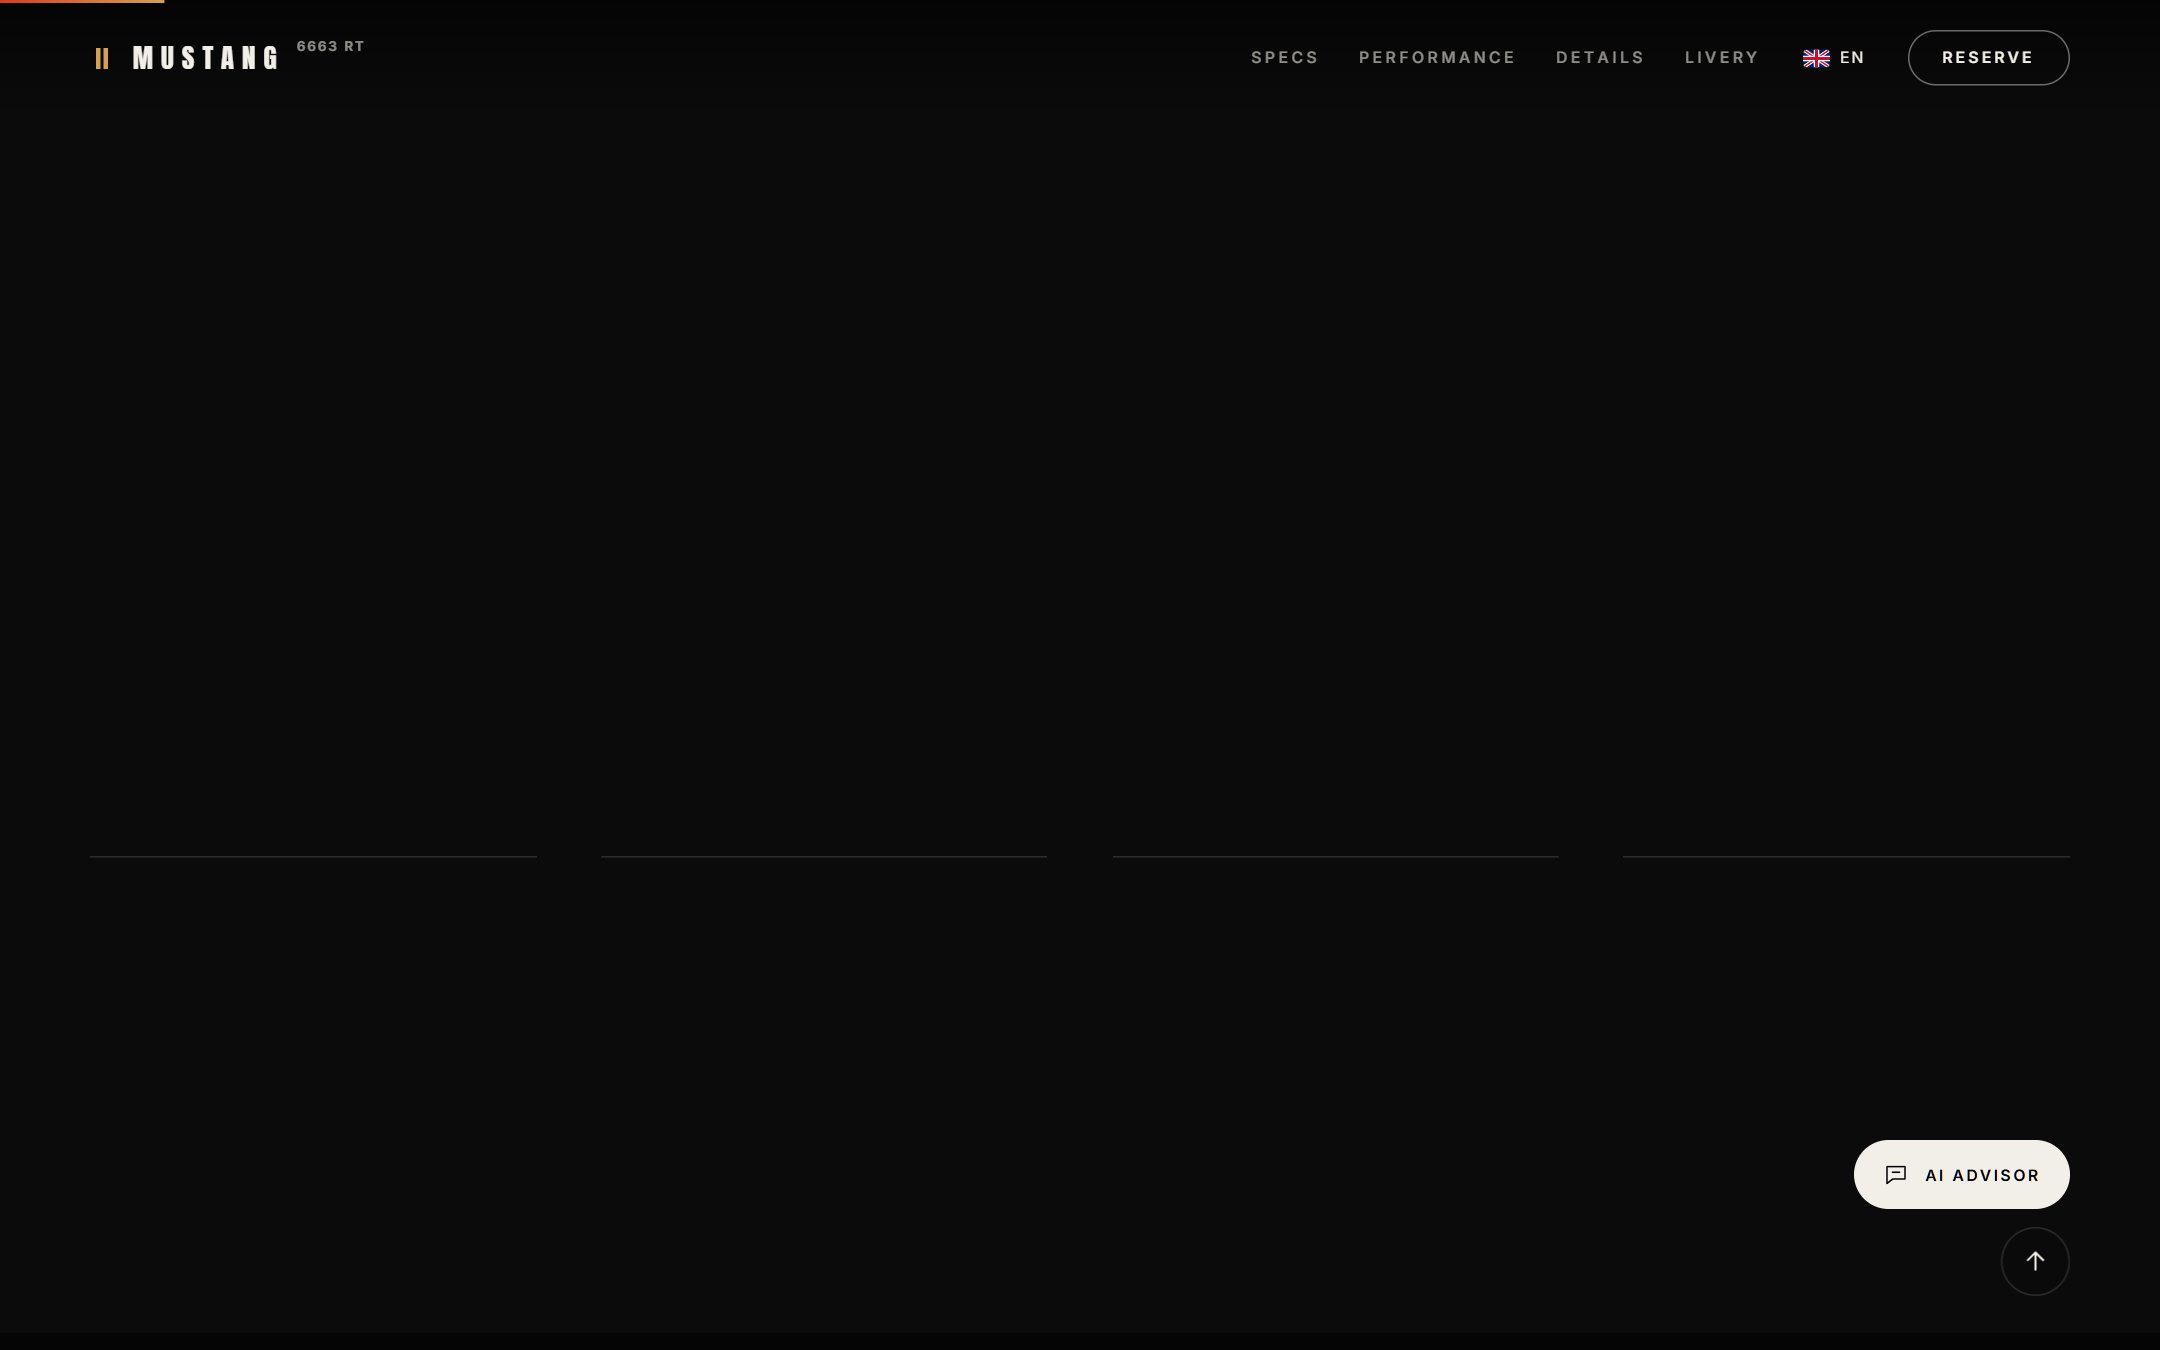 MUSTANG 6663 RT
SPECS PERFORMANCE DETAILS LIVERY EN RESERVE
AI ADVISOR